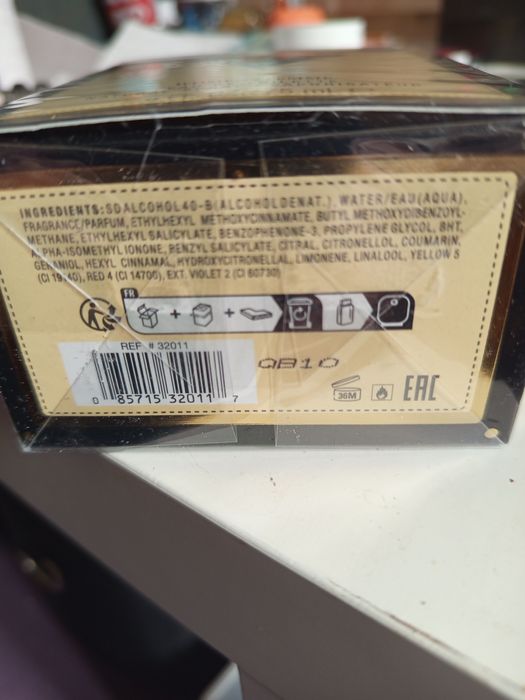 INGREDIENTS: SD ALCOHOL 40-B (ALCOHOL DENAT.), WATER/EAU (AQUA),
FRAGRANCE/PARFUM, ETHYLHEXYL METHOXYCINNAMATE, BUTYL METHOXYDIBENZOYL-
METHANE, ETHYLHEXYL SALICYLATE, BENZOPHENONE-3, PROPYLENE GLYCOL, BHT,
ALPHA-ISOMETHYL IONONE, BENZYL SALICYLATE, CITRAL, CITRONELLOL, COUMARIN,
GERANIOL, HEXYL CINNAMAL, HYDROXYCITRONELLAL, LIMONENE, LINALOOL, YELLOW 5
(CI 19140), RED 4 (CI 14700), EXT. VIOLET 2 (CI 60730)
FR
REF # 32011
QB10
0 85715 32011 7
36M
EAC